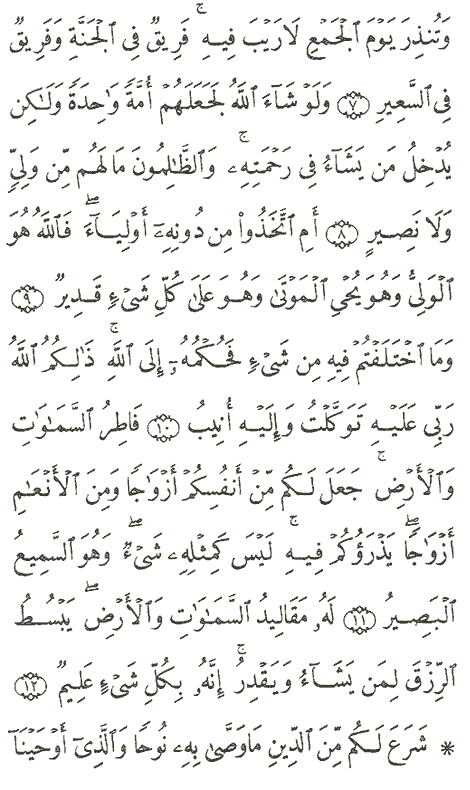 وَتُنذِرَ يَوْمَ ٱلْجَمْعِ لَا رَيْبَ فِيهِ ۚ فَرِيقٌ فِى ٱلْجَنَّةِ وَفَرِيقٌ
فِى ٱلسَّعِيرِ ۝٧ وَلَوْ شَآءَ ٱللَّهُ لَجَعَلَهُمْ أُمَّةً وَٰحِدَةً وَلَٰكِن
يُدْخِلُ مَن يَشَآءُ فِى رَحْمَتِهِۦ ۚ وَٱلظَّٰلِمُونَ مَا لَهُم مِّن وَلِىٍّ
وَلَا نَصِيرٍ ۝٨ أَمِ ٱتَّخَذُوا۟ مِن دُونِهِۦٓ أَوْلِيَآءَ ۖ فَٱللَّهُ هُوَ
ٱلْوَلِىُّ وَهُوَ يُحْىِ ٱلْمَوْتَىٰ وَهُوَ عَلَىٰ كُلِّ شَىْءٍ قَدِيرٌ ۝٩
وَمَا ٱخْتَلَفْتُمْ فِيهِ مِن شَىْءٍ فَحُكْمُهُۥٓ إِلَى ٱللَّهِ ۚ ذَٰلِكُمُ ٱللَّهُ
رَبِّى عَلَيْهِ تَوَكَّلْتُ وَإِلَيْهِ أُنِيبُ ۝١٠ فَاطِرُ ٱلسَّمَٰوَٰتِ
وَٱلْأَرْضِ ۚ جَعَلَ لَكُم مِّنْ أَنفُسِكُمْ أَزْوَٰجًا وَمِنَ ٱلْأَنْعَٰمِ
أَزْوَٰجًا ۖ يَذْرَؤُكُمْ فِيهِ ۚ لَيْسَ كَمِثْلِهِۦ شَىْءٌ ۖ وَهُوَ ٱلسَّمِيعُ
ٱلْبَصِيرُ ۝١١ لَهُۥ مَقَالِيدُ ٱلسَّمَٰوَٰتِ وَٱلْأَرْضِ ۖ يَبْسُطُ
ٱلرِّزْقَ لِمَن يَشَآءُ وَيَقْدِرُ ۚ إِنَّهُۥ بِكُلِّ شَىْءٍ عَلِيمٌ ۝١٢
۞ شَرَعَ لَكُم مِّنَ ٱلدِّينِ مَا وَصَّىٰ بِهِۦ نُوحًا وَٱلَّذِىٓ أَوْحَيْنَآ